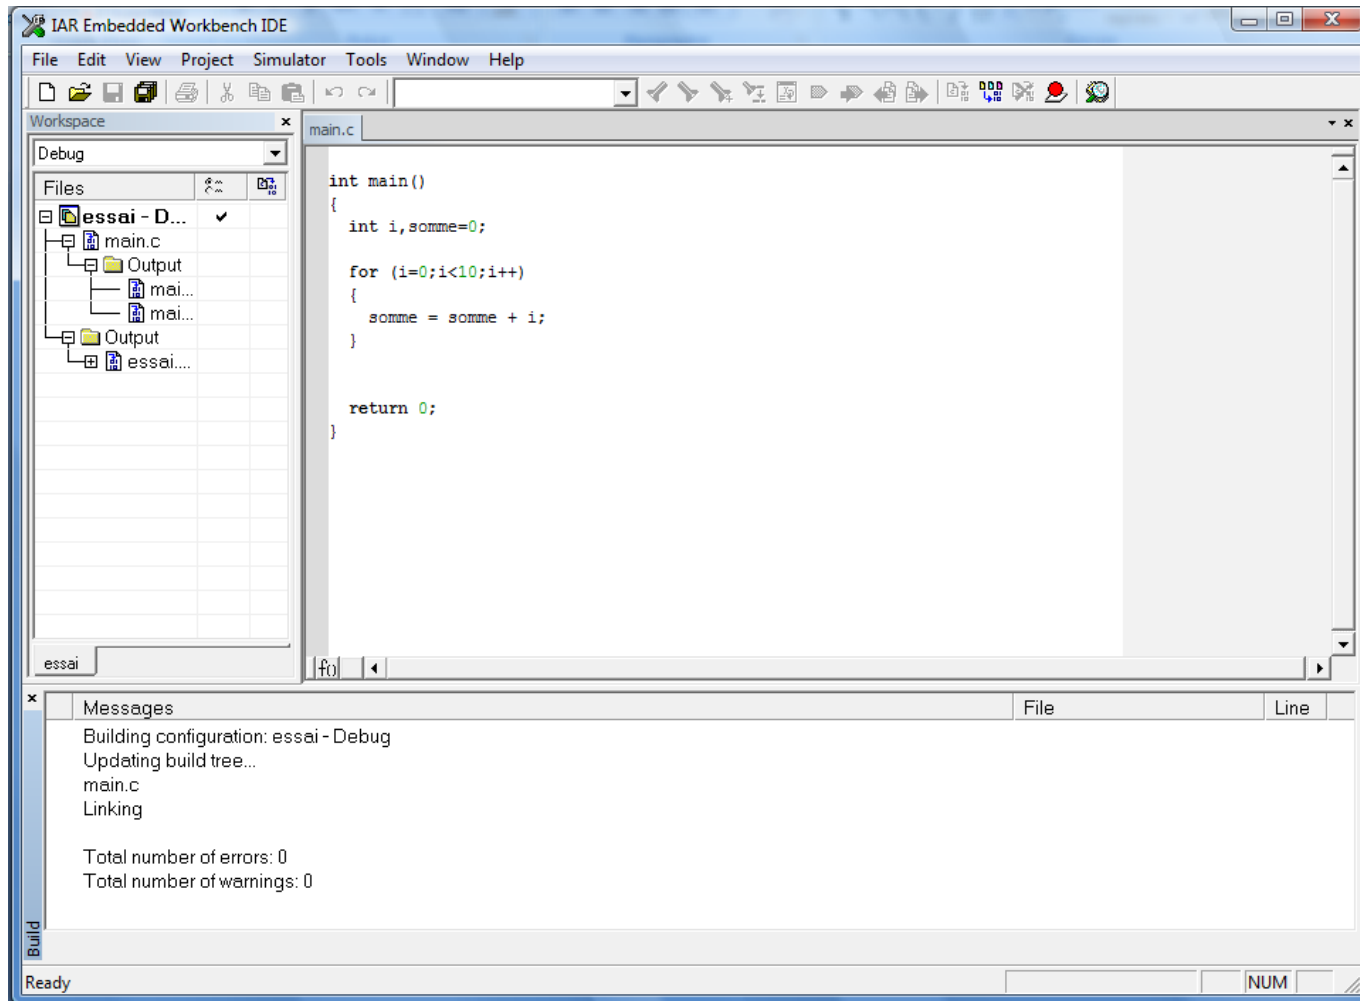 IAR Embedded Workbench IDE
File Edit View Project Simulator Tools Window Help
Workspace
main.c
Debug
Files
essai - D...
main.c
Output
mai...
mai...
Output
essai....
essai
int main()
{
  int i,somme=0;
  for (i=0;i<10;i++)
  {
    somme = somme + i;
  }
  return 0;
}
f()
Messages File Line
Building configuration: essai - Debug
Updating build tree...
main.c
Linking
Total number of errors: 0
Total number of warnings: 0
Build
Ready NUM